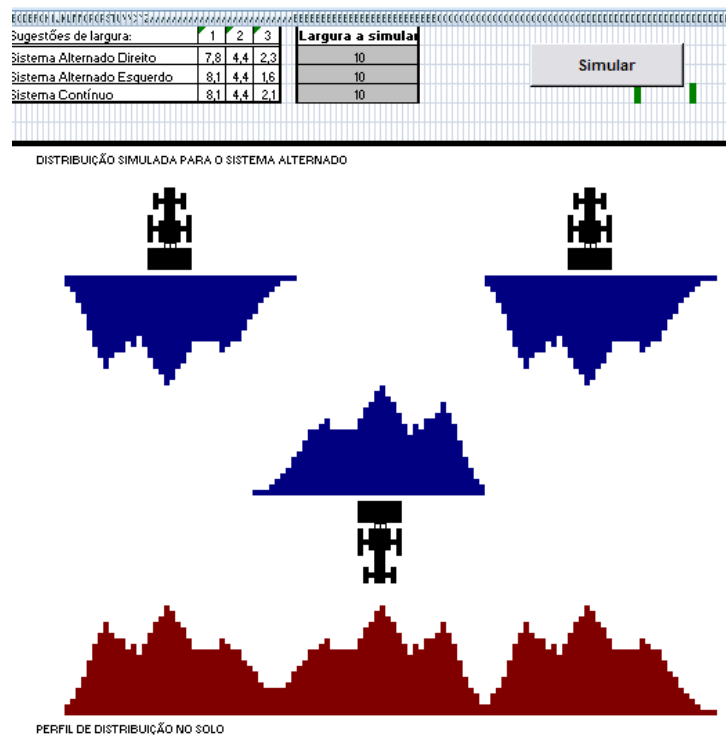 Sugestões de largura: 1 2 3 Largura a simular
Sistema Alternado Direito 7,8 4,4 2,3 10
Sistema Alternado Esquerdo 8,1 4,4 1,6 10
Sistema Contínuo 8,1 4,4 2,1 10
Simular
DISTRIBUIÇÃO SIMULADA PARA O SISTEMA ALTERNADO
PERFIL DE DISTRIBUIÇÃO NO SOLO